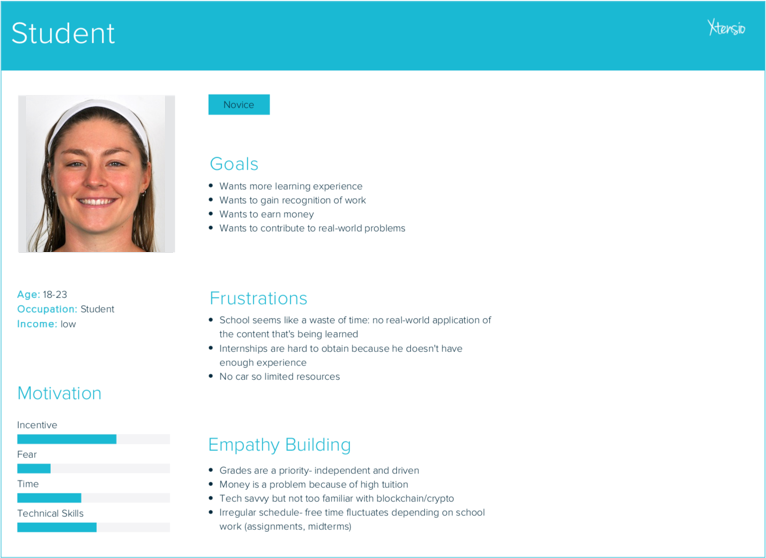 Student
Xtensio
Novice
Goals
• Wants more learning experience
• Wants to gain recognition of work
• Wants to earn money
• Wants to contribute to real-world problems
Age: 18-23
Occupation: Student
Income: low
Frustrations
• School seems like a waste of time: no real-world application of
the content that's being learned
• Internships are hard to obtain because he doesn't have
enough experience
• No car so limited resources
Motivation
Incentive
Fear
Time
Technical Skills
Empathy Building
• Grades are a priority- independent and driven
• Money is a problem because of high tuition
• Tech savvy but not too familiar with blockchain/crypto
• Irregular schedule- free time fluctuates depending on school
work (assignments, midterms)